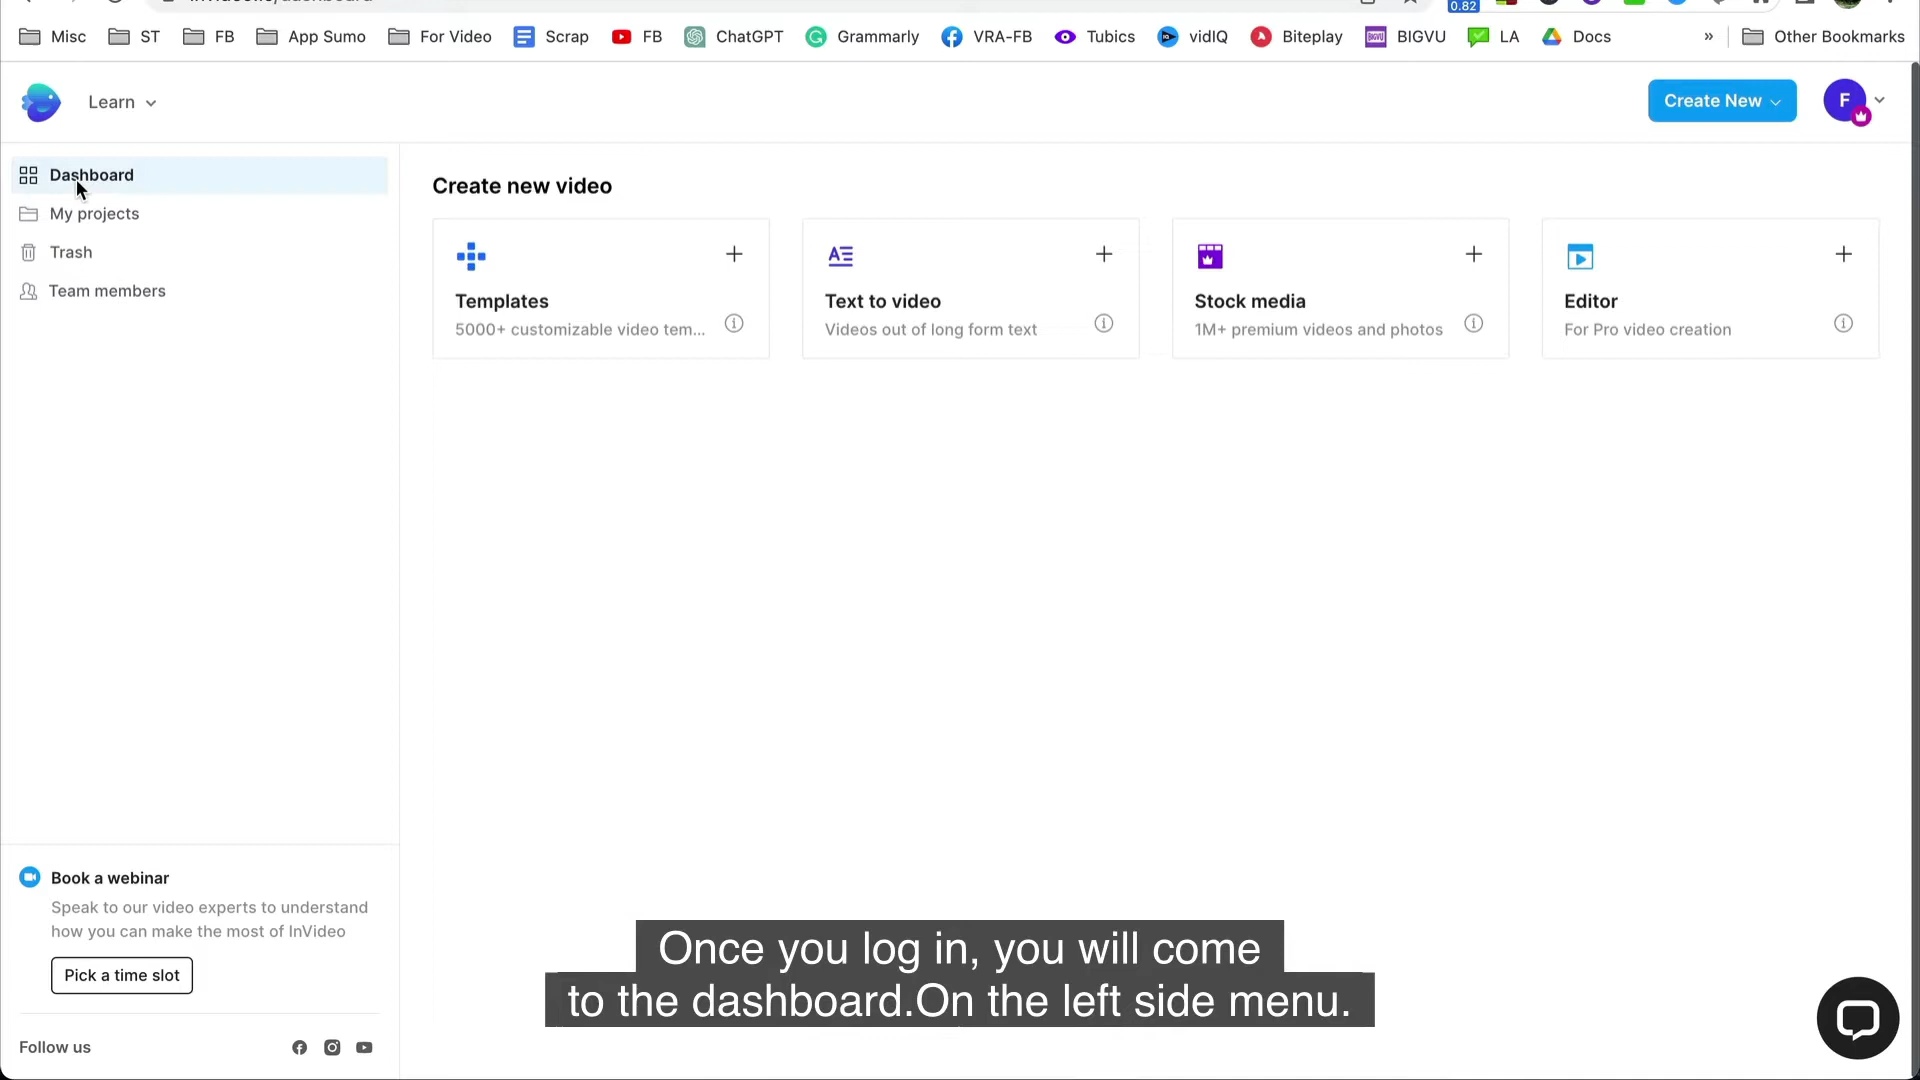 0.82
Misc ST FB App Sumo For Video Scrap FB ChatGPT Grammarly VRA-FB Tubics vidIQ Biteplay BIGVU LA Docs » Other Bookmarks
Learn
Create New
F
Dashboard
My projects
Trash
Team members
Create new video
Templates
5000+ customizable video tem...
Text to video
Videos out of long form text
Stock media
1M+ premium videos and photos
Editor
For Pro video creation
Book a webinar
Speak to our video experts to understand
how you can make the most of InVideo
Pick a time slot
Follow us
Once you log in, you will come
to the dashboard.On the left side menu.